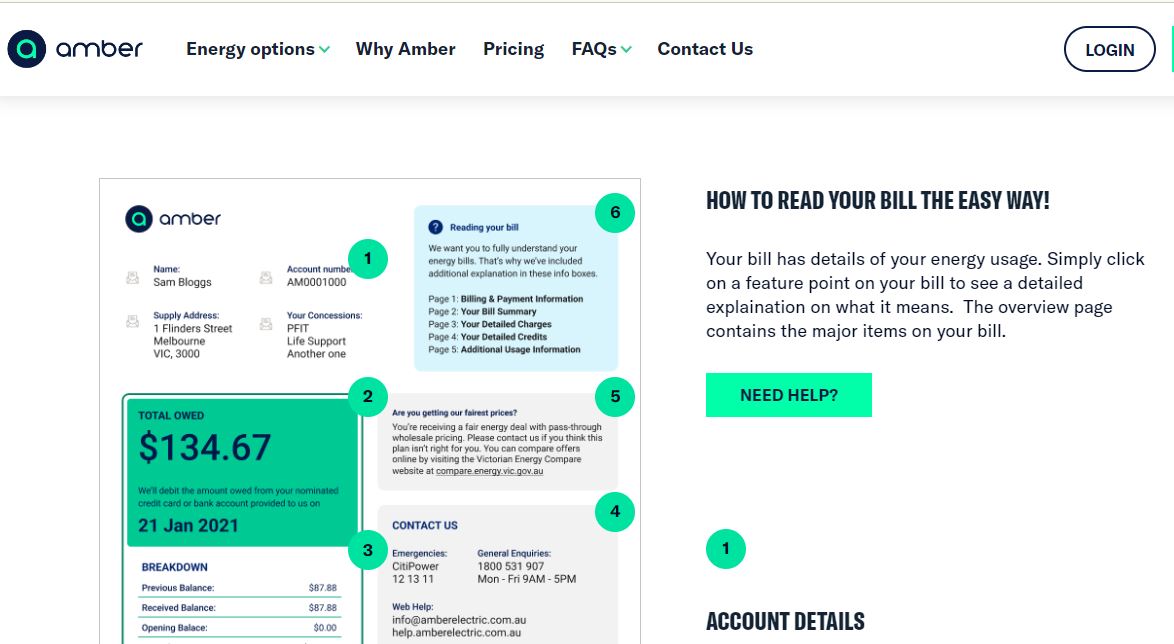 amber
Energy options
Why Amber
Pricing
FAQs
Contact Us
LOGIN
amber
1
Name:
Sam Bloggs
Account numbe
AM0001000
Supply Address:
1 Flinders Street
Melbourne
VIC, 3000
Your Concessions:
PFIT
Life Support
Another one
6
? Reading your bill
We want you to fully understand your
energy bills. That's why we've included
additional explanation in these info boxes.
Page 1: Billing & Payment Information
Page 2: Your Bill Summary
Page 3: Your Detailed Charges
Page 4: Your Detailed Credits
Page 5: Additional Usage Information
2
TOTAL OWED
$134.67
We'll debit the amount owed from your nominated
credit card or bank account provided to us on
21 Jan 2021
3
BREAKDOWN
Previous Balance: $87.88
Received Balance: $87.88
Opening Balace: $0.00
5
Are you getting our fairest prices?
You're receiving a fair energy deal with pass-through
wholesale pricing. Please contact us if you think this
plan isn't right for you. You can compare offers
online by visiting the Victorian Energy Compare
website at compare.energy.vic.gov.au
4
CONTACT US
Emergencies:
CitiPower
12 13 11
General Enquiries:
1800 531 907
Mon - Fri 9AM - 5PM
Web Help:
info@amberelectric.com.au
help.amberelectric.com.au
HOW TO READ YOUR BILL THE EASY WAY!
Your bill has details of your energy usage. Simply click
on a feature point on your bill to see a detailed
explaination on what it means. The overview page
contains the major items on your bill.
NEED HELP?
1
ACCOUNT DETAILS